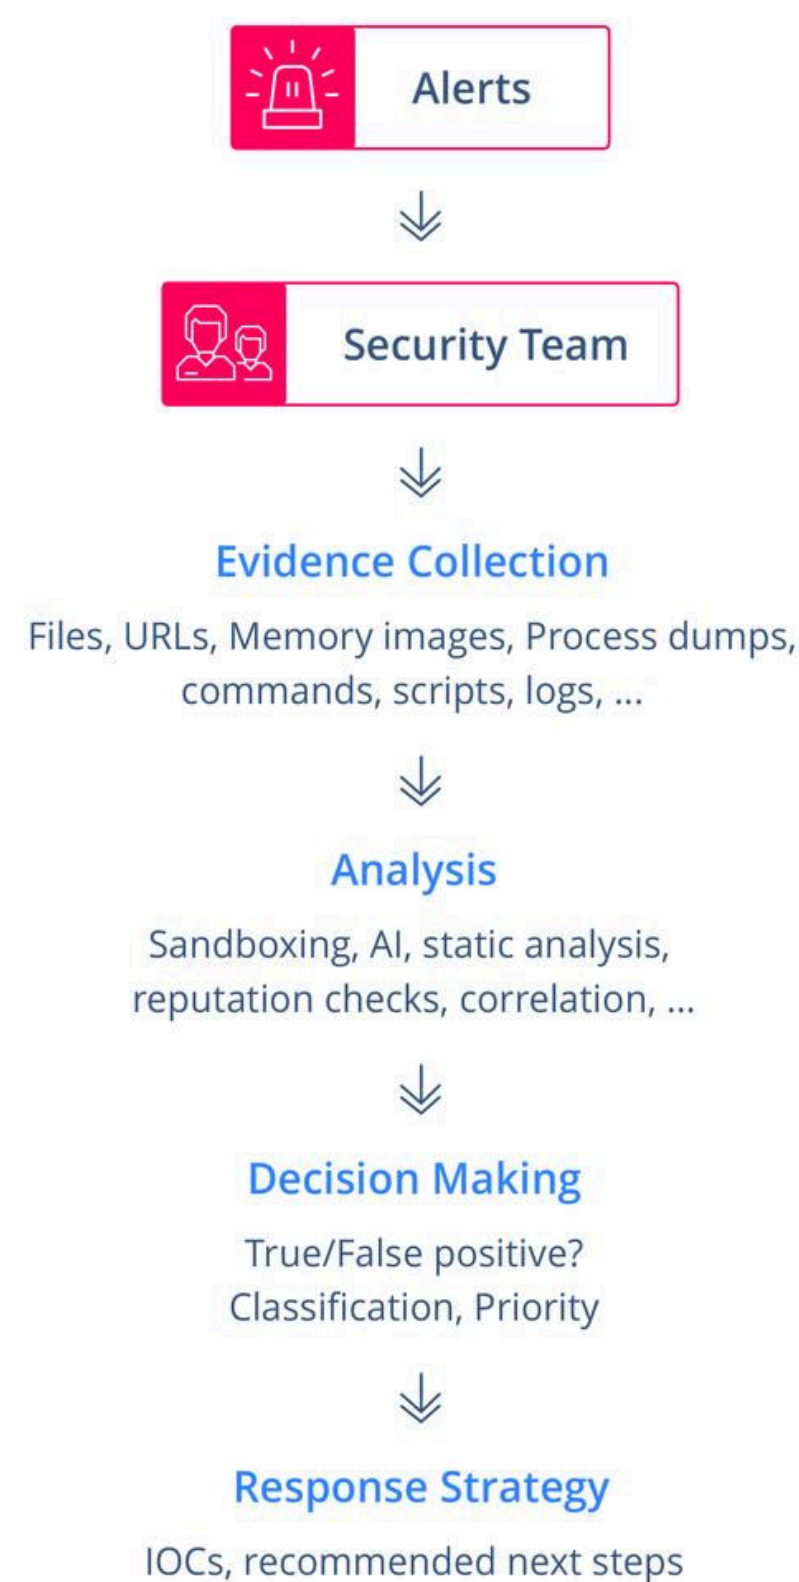 Alerts
Security Team
Evidence Collection
Files, URLs, Memory images, Process dumps,
commands, scripts, logs, ...
Analysis
Sandboxing, AI, static analysis,
reputation checks, correlation, ...
Decision Making
True/False positive?
Classification, Priority
Response Strategy
IOCs, recommended next steps